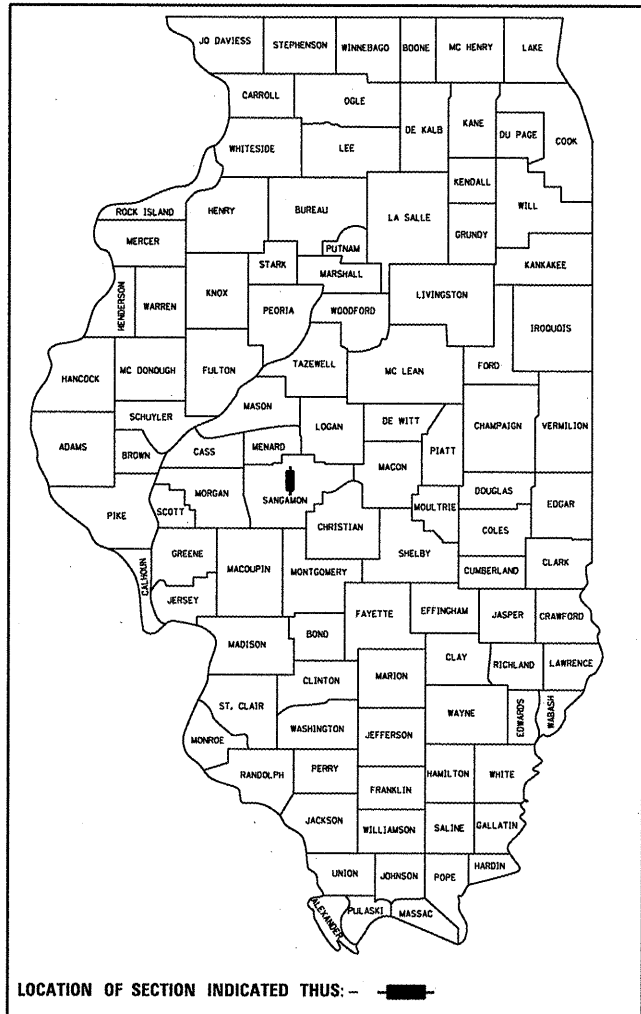 JO DAVIESS STEPHENSON WINNEBAGO BOONE MC HENRY LAKE
CARROLL OGLE DE KALB KANE DU PAGE COOK
WHITESIDE LEE
KENDALL
ROCK ISLAND HENRY BUREAU LA SALLE GRUNDY WILL
MERCER PUTNAM
STARK MARSHALL KANKAKEE
HENDERSON WARREN KNOX PEORIA WOODFORD LIVINGSTON IROQUOIS
HANCOCK MC DONOUGH FULTON TAZEWELL MC LEAN FORD
MASON
SCHUYLER LOGAN DE WITT CHAMPAIGN VERMILION
ADAMS BROWN CASS MENARD MACON PIATT
PIKE SCOTT MORGAN SANGAMON MOULTRIE DOUGLAS EDGAR
CHRISTIAN COLES
CALHOUN GREENE MACOUPIN MONTGOMERY SHELBY CUMBERLAND CLARK
JERSEY FAYETTE EFFINGHAM JASPER CRAWFORD
MADISON BOND
CLINTON MARION CLAY RICHLAND LAWRENCE
ST. CLAIR WASHINGTON WAYNE EDWARDS WABASH
MONROE JEFFERSON
RANDOLPH PERRY HAMILTON WHITE
FRANKLIN
JACKSON WILLIAMSON SALINE GALLATIN
UNION JOHNSON POPE HARDIN
ALEXANDER PULASKI MASSAC
LOCATION OF SECTION INDICATED THUS: -